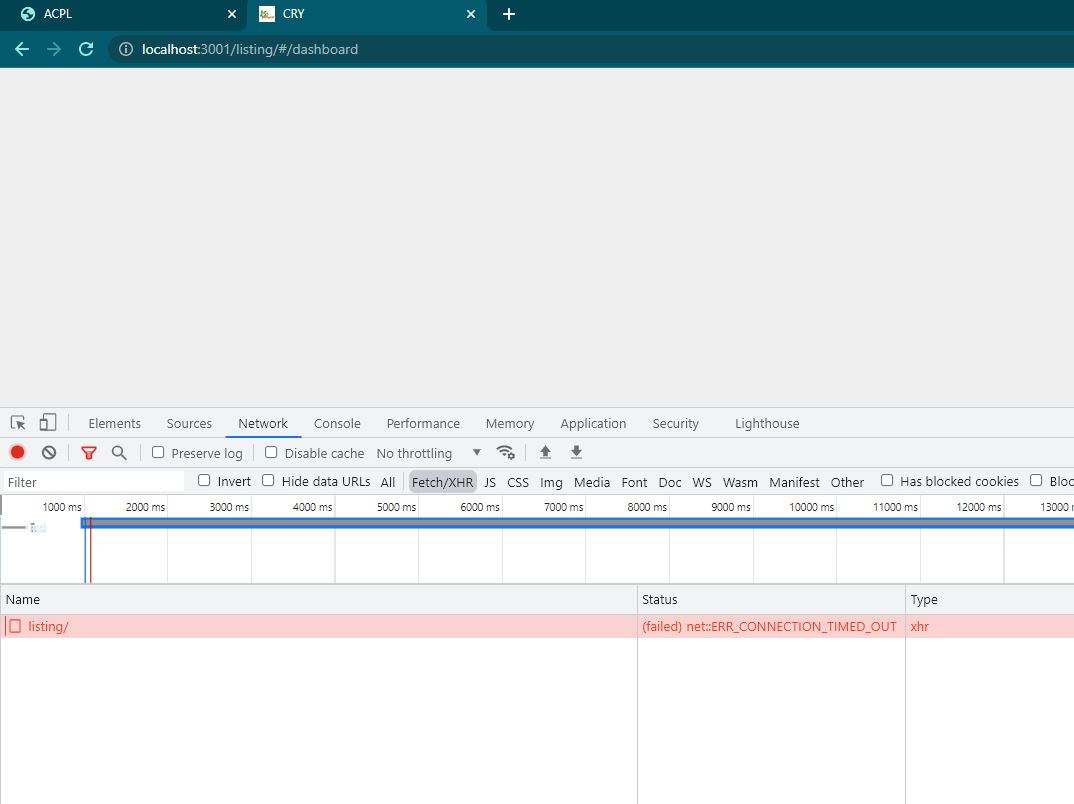 ACPL CRY
localhost:3001/listing/#/dashboard
Elements Sources Network Console Performance Memory Application Security Lighthouse
Preserve log Disable cache No throttling
Filter Invert Hide data URLs All Fetch/XHR JS CSS Img Media Font Doc WS Wasm Manifest Other Has blocked cookies Bloc
1000 ms 2000 ms 3000 ms 4000 ms 5000 ms 6000 ms 7000 ms 8000 ms 9000 ms 10000 ms 11000 ms 12000 ms 13000
Name Status Type
listing/ (failed) net::ERR_CONNECTION_TIMED_OUT xhr